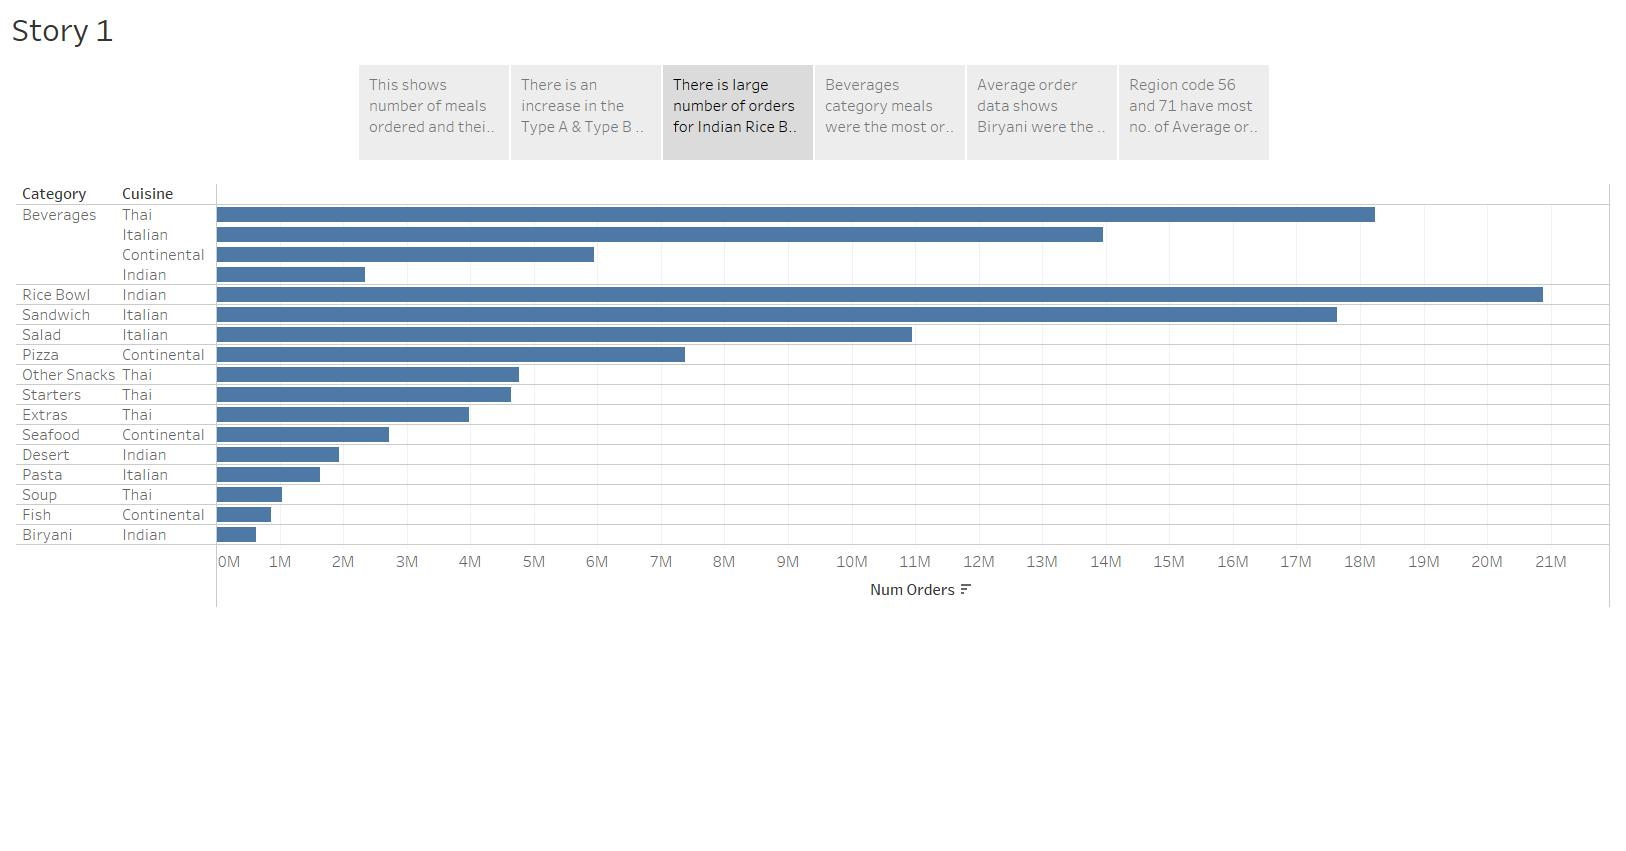 Story 1
This shows
number of meals
ordered and thei..
There is an
increase in the
Type A & Type B ..
There is large
number of orders
for Indian Rice B..
Beverages
category meals
were the most or..
Average order
data shows
Biryani were the ..
Region code 56
and 71 have most
no. of Average or..
Category Cuisine
Beverages Thai
Italian
Continental
Indian
Rice Bowl Indian
Sandwich Italian
Salad Italian
Pizza Continental
Other Snacks Thai
Starters Thai
Extras Thai
Seafood Continental
Desert Indian
Pasta Italian
Soup Thai
Fish Continental
Biryani Indian
0M 1M 2M 3M 4M 5M 6M 7M 8M 9M 10M 11M 12M 13M 14M 15M 16M 17M 18M 19M 20M 21M
Num Orders